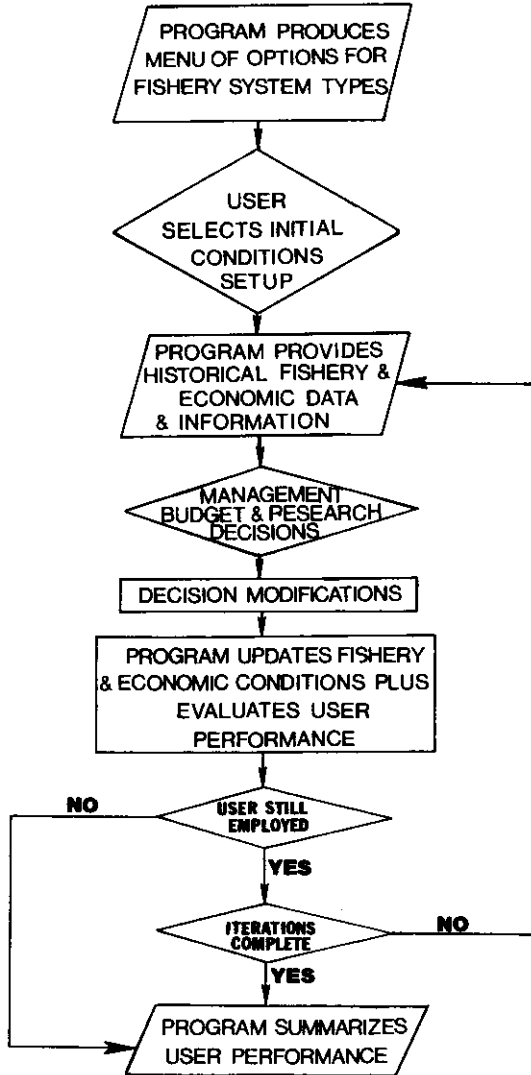 PROGRAM PRODUCES
MENU OF OPTIONS FOR
FISHERY SYSTEM TYPES
USER
SELECTS INITIAL
CONDITIONS
SETUP
PROGRAM PROVIDES
HISTORICAL FISHERY &
ECONOMIC DATA
& INFORMATION
MANAGEMENT
BUDGET & PESEARCH
DECISIONS
DECISION MODIFICATIONS
PROGRAM UPDATES FISHERY
& ECONOMIC CONDITIONS PLUS
EVALUATES USER
PERFORMANCE
NO
USER STILL
EMPLOYED
YES
ITERATIONS
COMPLETE
NO
YES
PROGRAM SUMMARIZES
USER PERFORMANCE